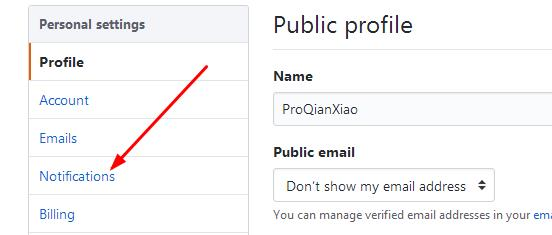 Personal settings
Profile
Account
Emails
Notifications
Billing
Public profile
Name
ProQianXiao
Public email
Don't show my email address
You can manage verified email addresses in your